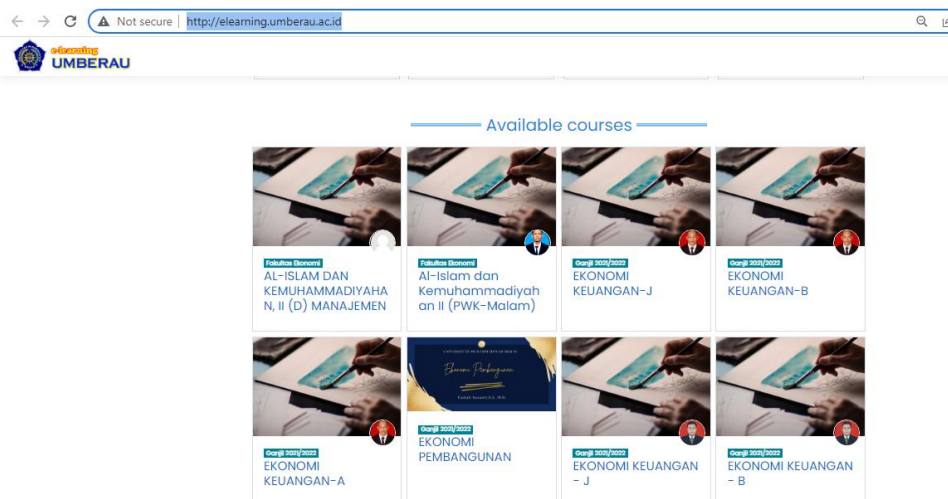 Not secure http://elearning.umberau.ac.id
e-learning
UMBERAU
Available courses
Fakultas Ekonomi
AL-ISLAM DAN
KEMUHAMMADIYAHA
N, II (D) MANAJEMEN
Fakultas Ekonomi
Al-Islam dan
Kemuhammadiyah
an II (PWK-Malam)
Ganjil 2021/2022
EKONOMI
KEUANGAN-J
Ganjil 2021/2022
EKONOMI
KEUANGAN-B
Ganjil 2021/2022
EKONOMI
KEUANGAN-A
Ekonomi Pembangunan
Ganjil 2021/2022
EKONOMI
PEMBANGUNAN
Ganjil 2021/2022
EKONOMI KEUANGAN
- J
Ganjil 2021/2022
EKONOMI KEUANGAN
- B